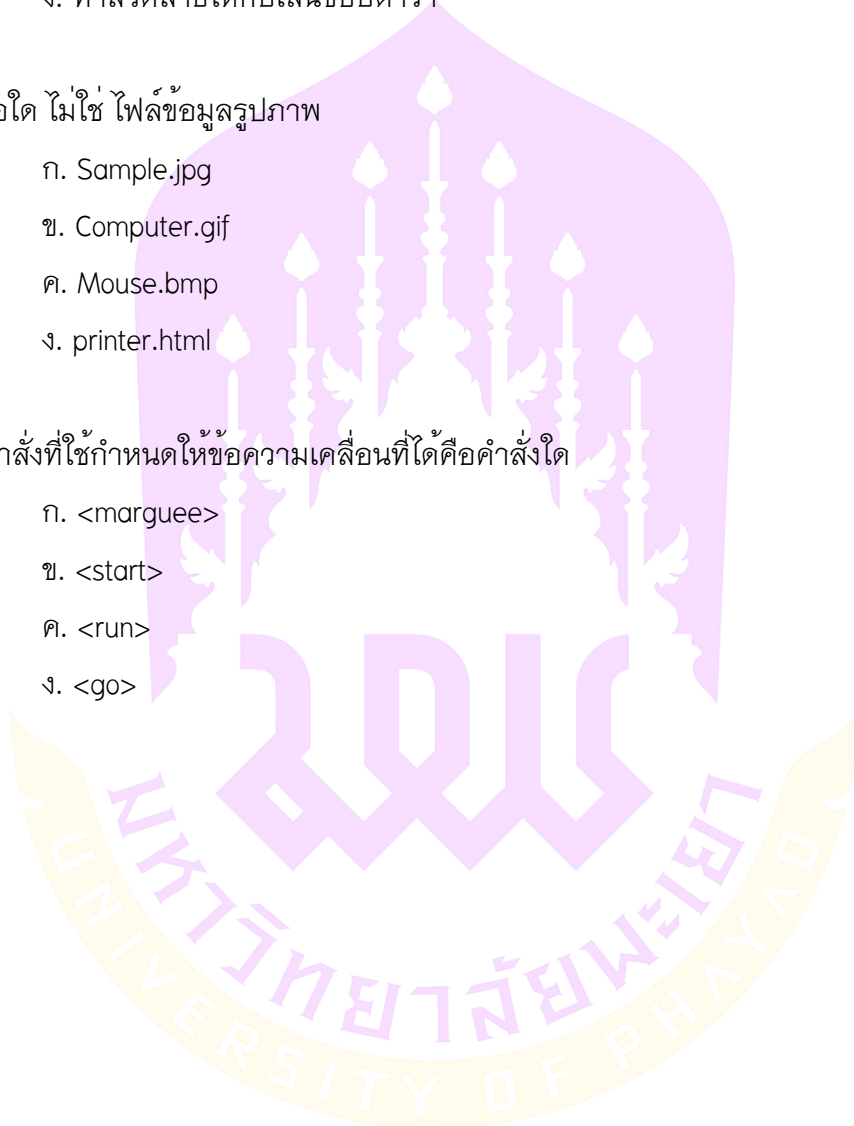 ข้อใด ไม่ใช่ ไฟล์ข้อมูลรูปภาพ
ก. Sample.jpg
ข. Computer.gif
ค. Mouse.bmp
ง. printer.html
คำสั่งที่ใช้กำหนดให้ข้อความเคลื่อนที่ได้คือคำสั่งใด
ก. <marguee>
ข. <start>
ค. <run>
ง. <go>
มหาวิทยาลัยพะเยา
UNIVERSITY OF PHAYAO